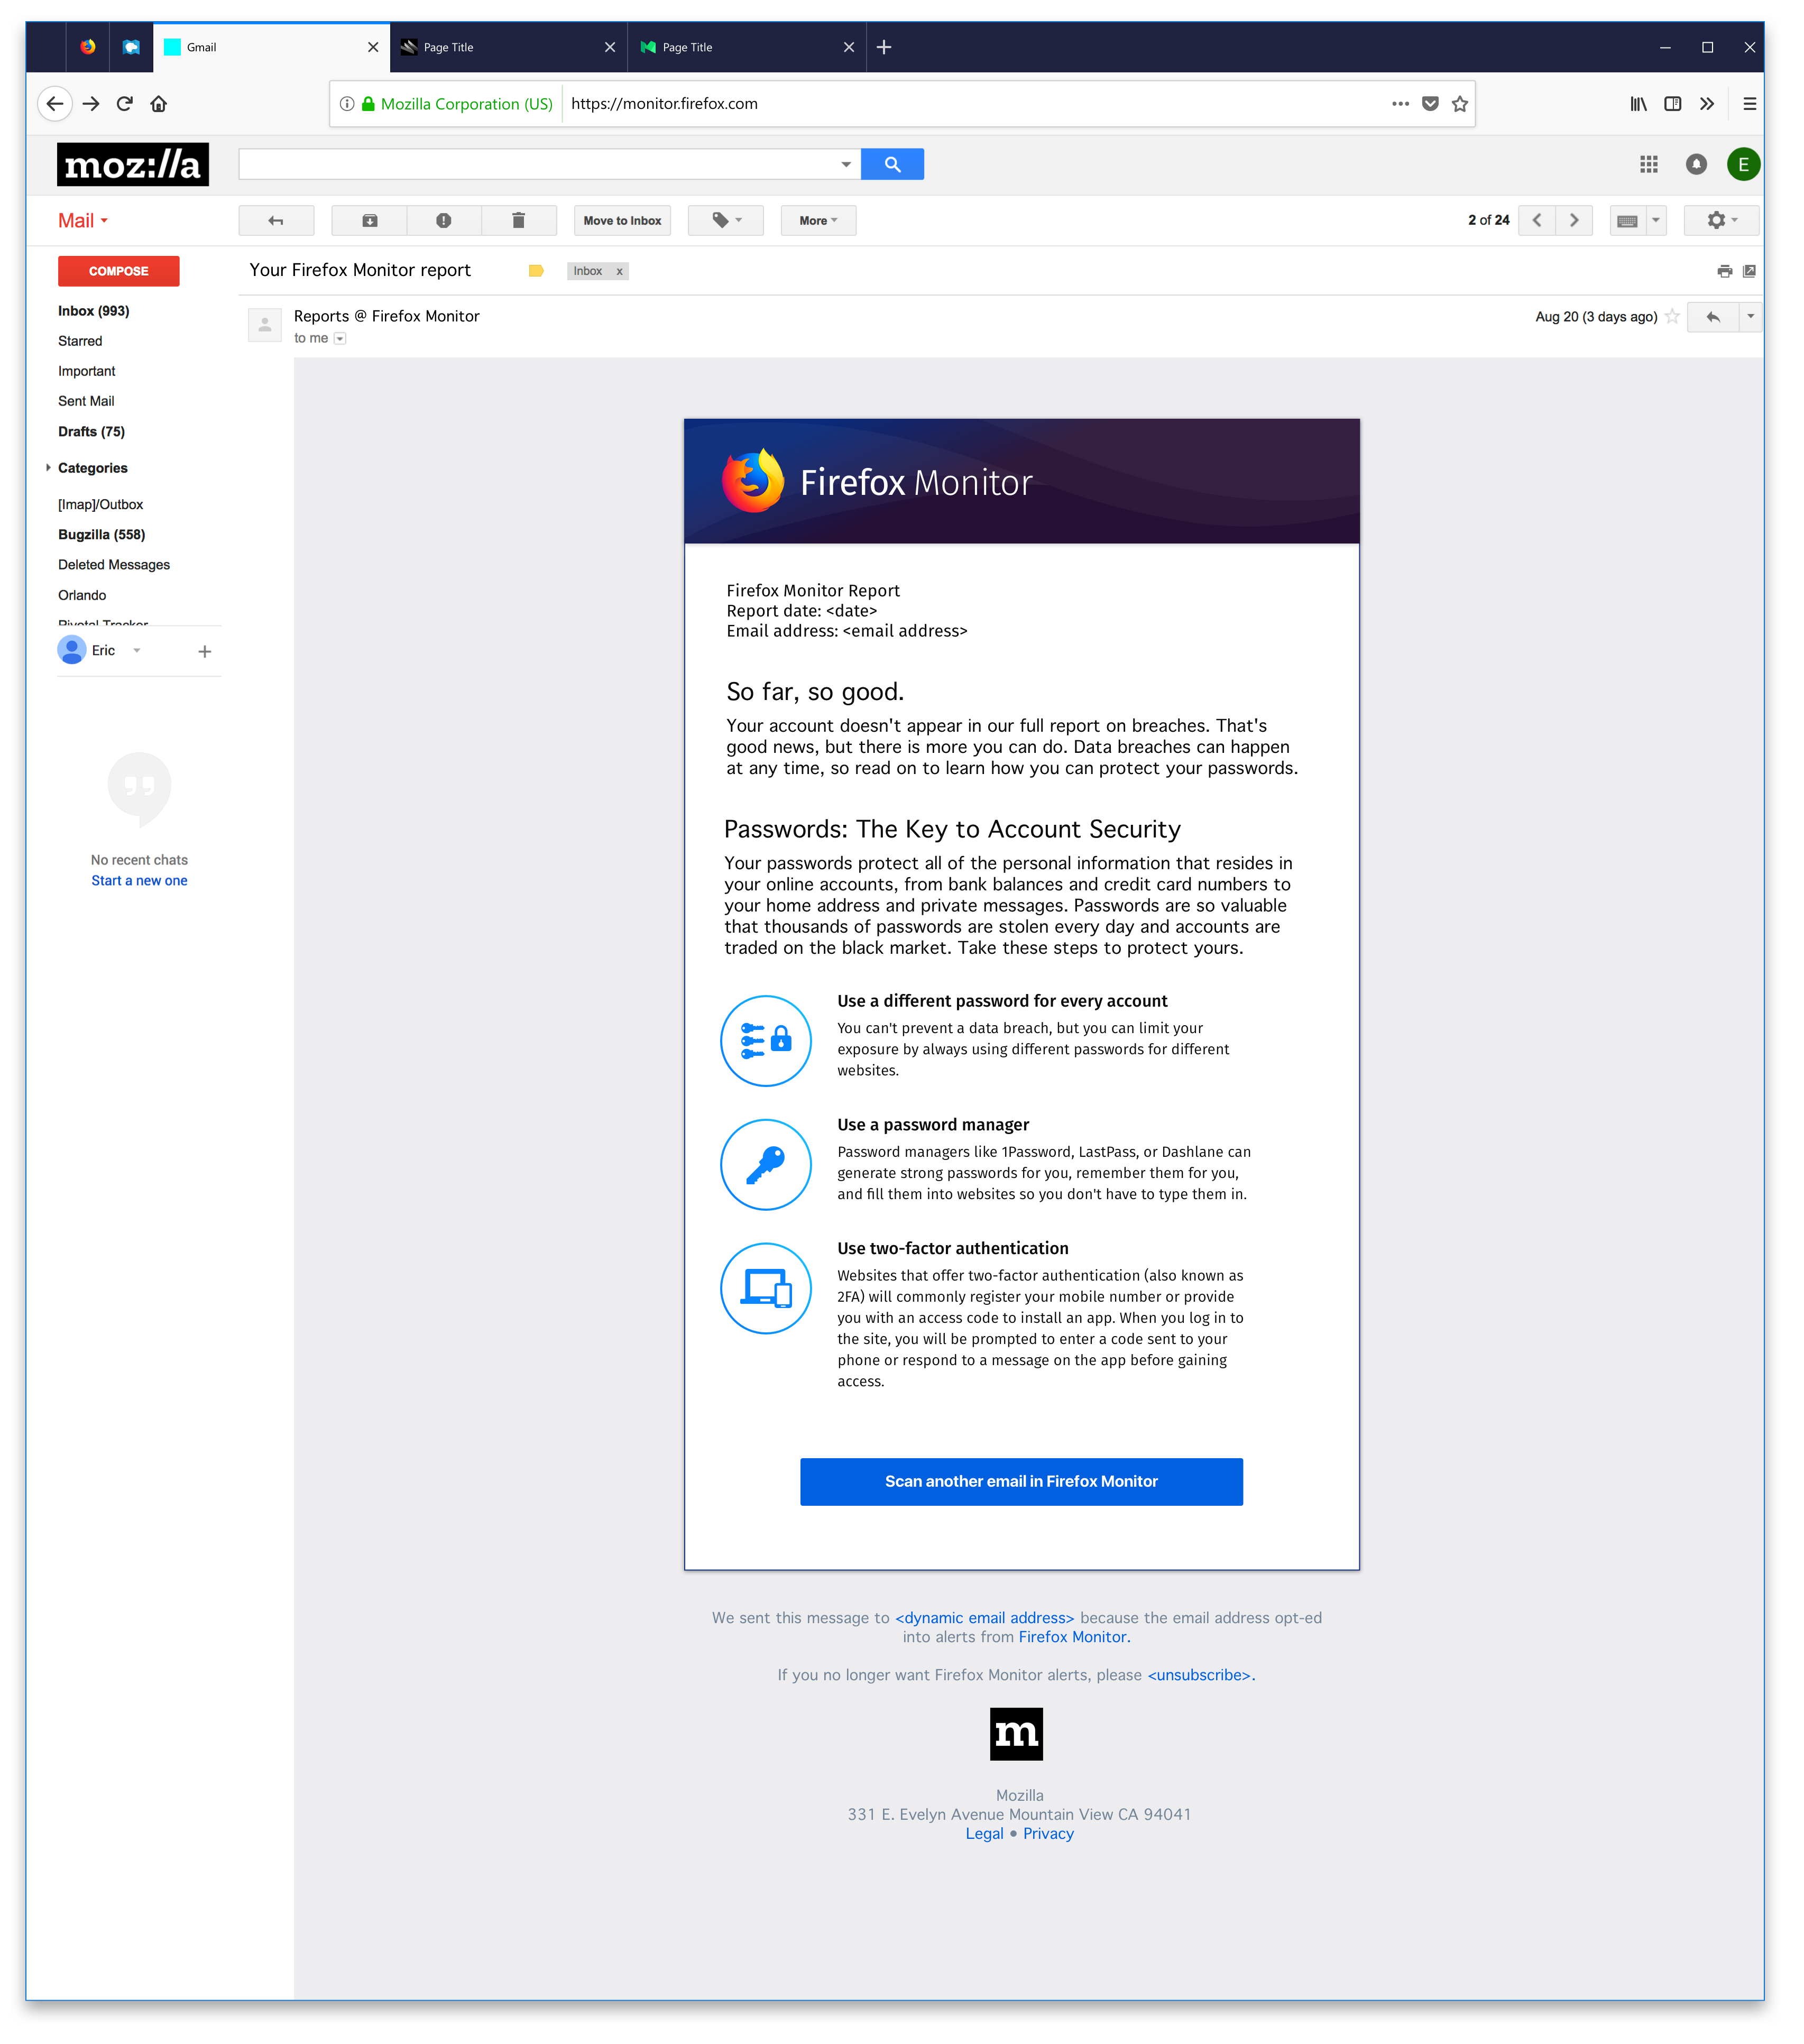 Gmail
Page Title
Page Title
Mozilla Corporation (US)
https://monitor.firefox.com
moz://a
E
Mail
Move to Inbox
More
2 of 24
COMPOSE
Your Firefox Monitor report
Inbox x
Inbox (993)
Starred
Important
Sent Mail
Drafts (75)
Categories
[Imap]/Outbox
Bugzilla (558)
Deleted Messages
Orlando
Pivotal Tracker
Eric
No recent chats
Start a new one
Reports @ Firefox Monitor
to me
Aug 20 (3 days ago)
Firefox Monitor
Firefox Monitor Report
Report date: <date>
Email address: <email address>
So far, so good.
Your account doesn't appear in our full report on breaches. That's
good news, but there is more you can do. Data breaches can happen
at any time, so read on to learn how you can protect your passwords.
Passwords: The Key to Account Security
Your passwords protect all of the personal information that resides in
your online accounts, from bank balances and credit card numbers to
your home address and private messages. Passwords are so valuable
that thousands of passwords are stolen every day and accounts are
traded on the black market. Take these steps to protect yours.
Use a different password for every account
You can't prevent a data breach, but you can limit your
exposure by always using different passwords for different
websites.
Use a password manager
Password managers like 1Password, LastPass, or Dashlane can
generate strong passwords for you, remember them for you,
and fill them into websites so you don't have to type them in.
Use two-factor authentication
Websites that offer two-factor authentication (also known as
2FA) will commonly register your mobile number or provide
you with an access code to install an app. When you log in to
the site, you will be prompted to enter a code sent to your
phone or respond to a message on the app before gaining
access.
Scan another email in Firefox Monitor
We sent this message to <dynamic email address> because the email address opt-ed
into alerts from Firefox Monitor.
If you no longer want Firefox Monitor alerts, please <unsubscribe>.
m
Mozilla
331 E. Evelyn Avenue Mountain View CA 94041
Legal • Privacy